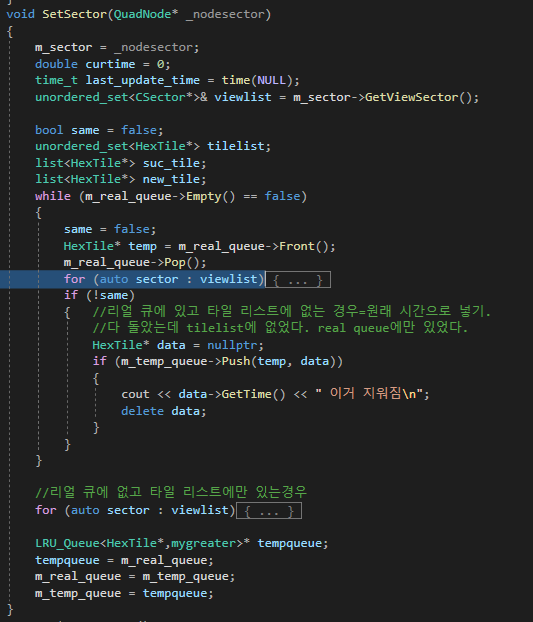 void SetSector(QuadNode* _nodesector)
{
m_sector = _nodesector;
double curtime = 0;
time_t last_update_time = time(NULL);
unordered_set<CSector*>& viewlist = m_sector->GetViewSector();
bool same = false;
unordered_set<HexTile*> tilelist;
list<HexTile*> suc_tile;
list<HexTile*> new_tile;
while (m_real_queue->Empty() == false)
{
same = false;
HexTile* temp = m_real_queue->Front();
m_real_queue->Pop();
for (auto sector : viewlist){ ... }
if (!same)
{ //리얼 큐에 있고 타일 리스트에 없는 경우=원래 시간으로 넣기.
//다 돌았는데 tilelist에 없었다. real queue에만 있었다.
HexTile* data = nullptr;
if (m_temp_queue->Push(temp, data))
{
cout << data->GetTime() << " 이거 지워짐\n";
delete data;
}
}
}
//리얼 큐에 없고 타일 리스트에만 있는경우
for (auto sector : viewlist){ ... }
LRU_Queue<HexTile*,mygreater>* tempqueue;
tempqueue = m_real_queue;
m_real_queue = m_temp_queue;
m_temp_queue = tempqueue;
}